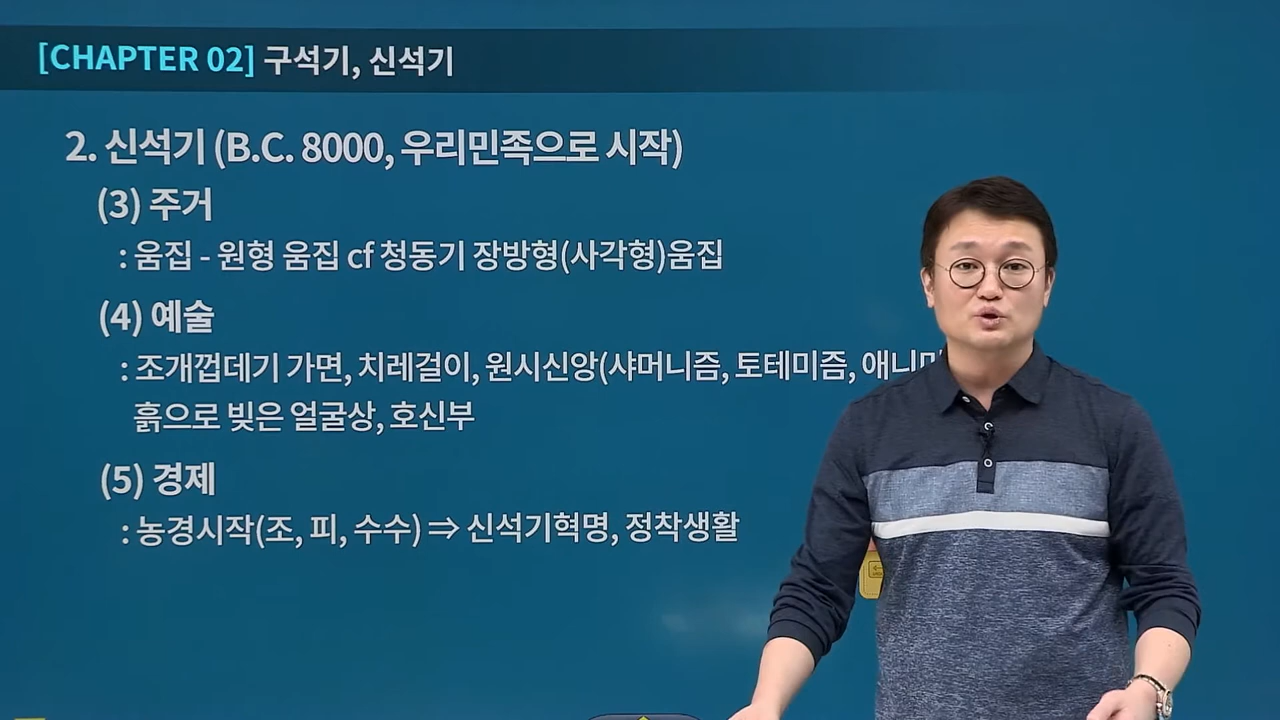 [CHAPTER 02] 구석기, 신석기
2. 신석기 (B.C. 8000, 우리민족으로 시작)
(3) 주거
: 움집 - 원형 움집 cf 청동기 장방형(사각형)움집
(4) 예술
: 조개껍데기 가면, 치레걸이, 원시신앙(샤머니즘, 토테미즘,
흙으로 빚은 얼굴상, 호신부
(5) 경제
: 농경시작(조, 피, 수수) ⇒ 신석기혁명, 정착생활